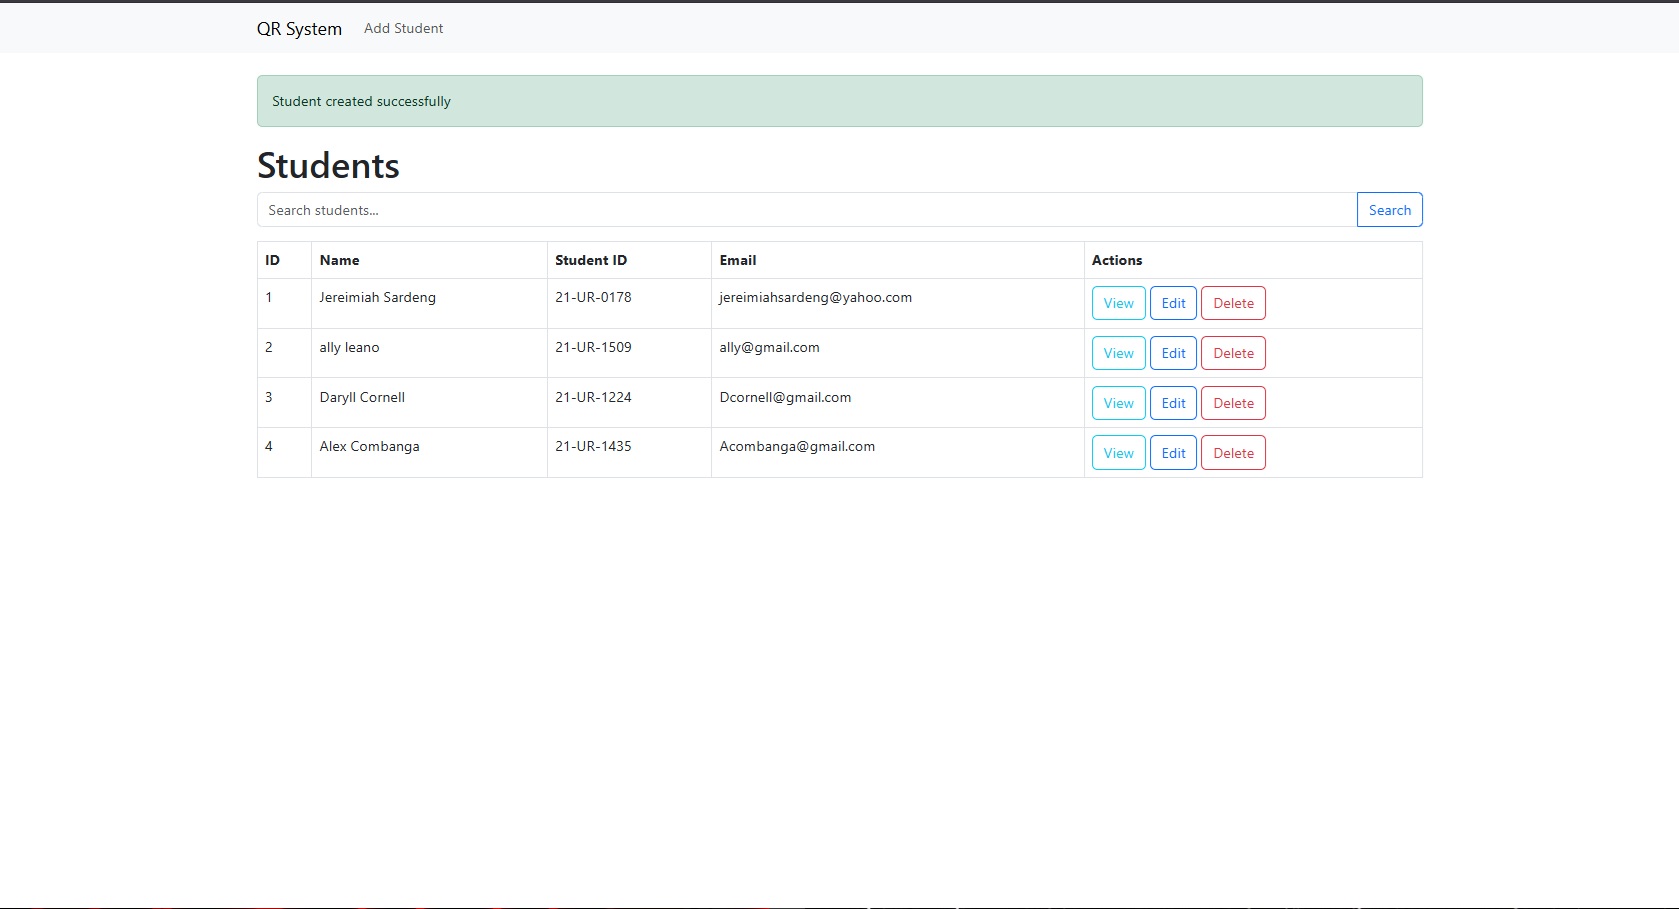 QR System Add Student
Student created successfully
Students
Search students... Search
ID Name Student ID Email Actions
1 Jereimiah Sardeng 21-UR-0178 jereimiahsardeng@yahoo.com View Edit Delete
2 ally leano 21-UR-1509 ally@gmail.com View Edit Delete
3 Daryll Cornell 21-UR-1224 Dcornell@gmail.com View Edit Delete
4 Alex Combanga 21-UR-1435 Acombanga@gmail.com View Edit Delete